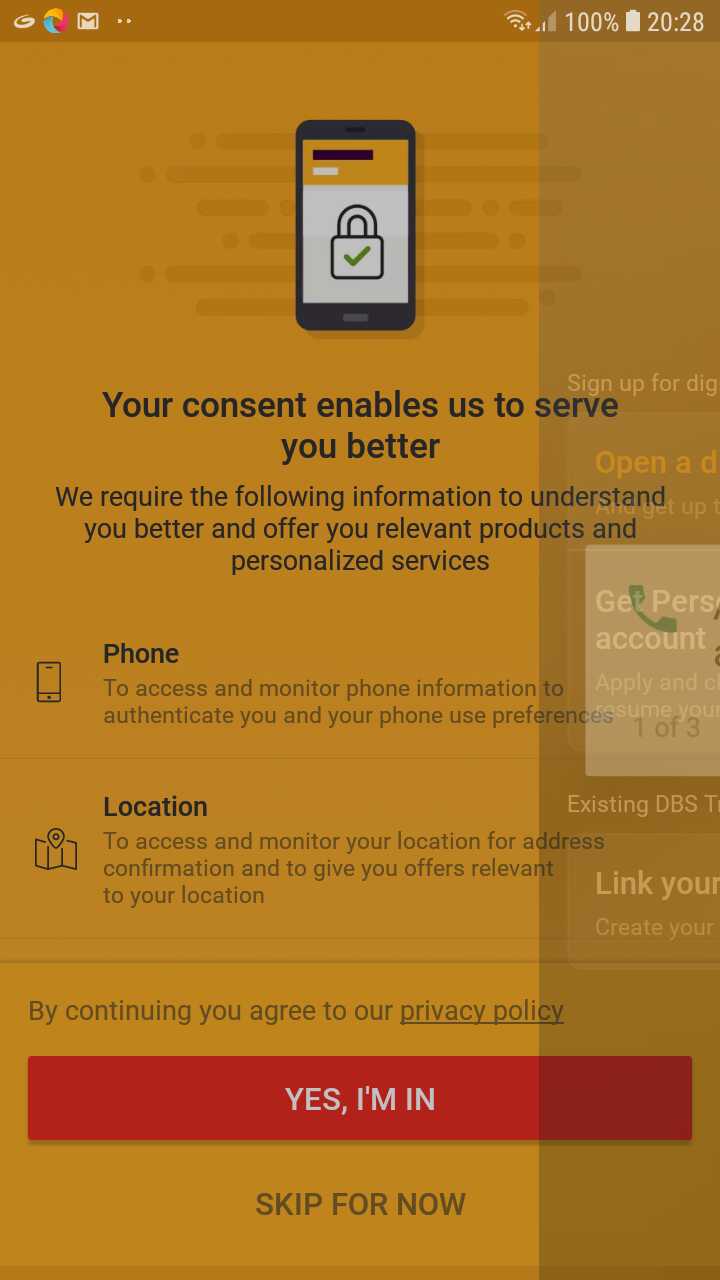 100% 20:28
Your consent enables us to serve
you better
We require the following information to understand
you better and offer you relevant products and
personalized services
Phone
To access and monitor phone information to
authenticate you and your phone use preferences
Location
To access and monitor your location for address
confirmation and to give you offers relevant
to your location
By continuing you agree to our privacy policy
YES, I'M IN
SKIP FOR NOW
Sign up for dig
Open a d
And get up t
Get Perso
account
Apply and cl
resume your
1 of 3
Existing DBS Tr
Link your
Create your